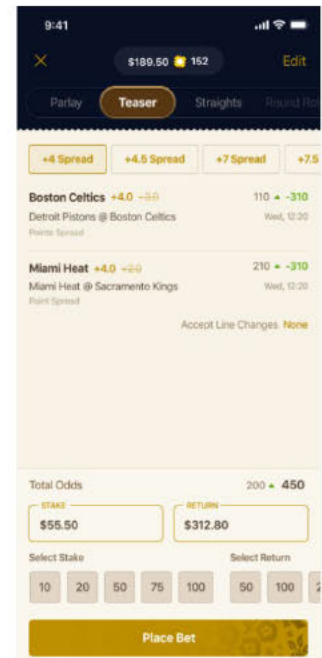 9:41
$189.50 152
Edit
Parlay Teaser Straights Round Ro
+4 Spread +4.5 Spread +7 Spread +7.5
Boston Celtics +4.0 -3.0 110 ▲ -310
Detroit Pistons @ Boston Celtics Wed, 12:20
Points Spread
Miami Heat +4.0 +2.0 210 ▲ -310
Miami Heat @ Sacramento Kings Wed, 12:20
Point Spread
Accept Line Changes None
Total Odds 200 ▲ 450
STAKE RETURN
$55.50 $312.80
Select Stake Select Return
10 20 50 75 100 50 100 2
Place Bet